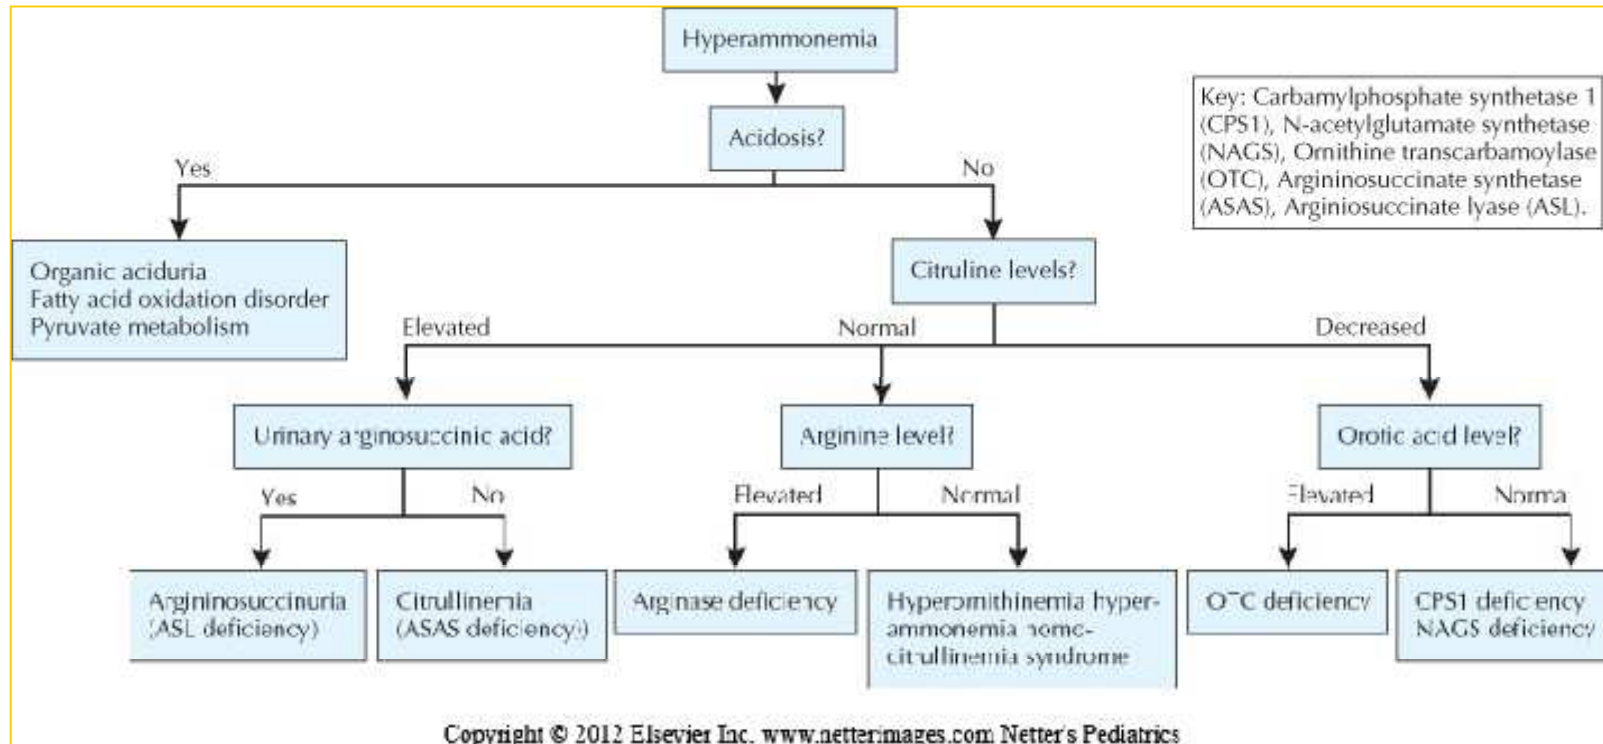 Hyperammonemia
Key: Carbamylphosphate synthetase 1
(CPS1), N-acetylglutamate synthetase
(NAGS), Ornithine transcarbamoylase
(OTC), Argininosuccinate synthetase
(ASAS), Arginiosuccinate lyase (ASL).
Acidosis?
Yes
No
Organic aciduria
Fatty acid oxidation disorder
Pyruvate metabolism
Citruline levels?
Elevated
Normal
Decreased
Urinary arginosuccinic acid?
Arginine level?
Orotic acid level?
Yes
No
Elevated
Normal
Elevated
Norma
Argininosuccinuria
(ASL deficiency)
Citrullinemia
(ASAS deficiency)
Arginase deficiency
Hyperornithinemia hyper-
ammonemia homo-
citrullinemia syndrome
OTC deficiency
CPS1 deficiency
NAGS deficiency
Copyright © 2012 Elsevier Inc. www.netterimages.com Netter's Pediatrics